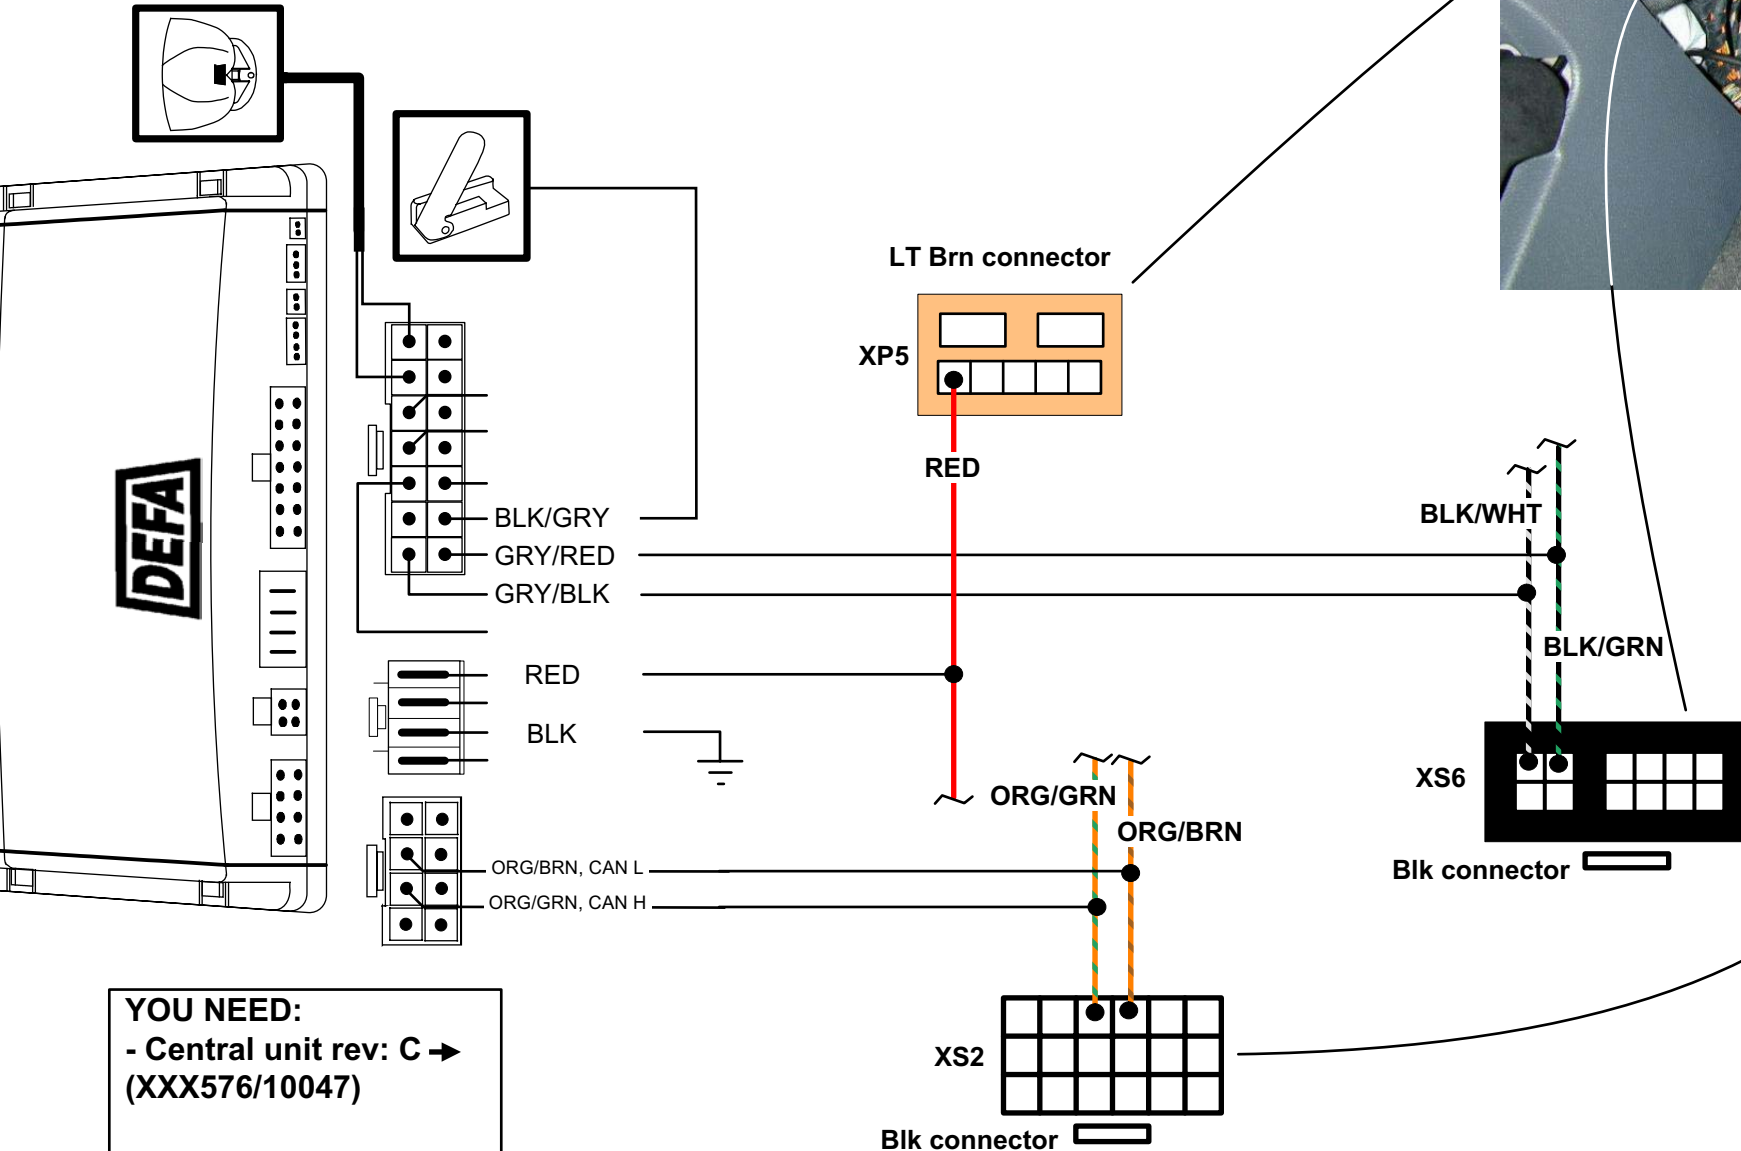 LT Brn connector
XP5
RED
BLK/WHT
BLK/GRY
GRY/RED
GRY/BLK
DEFA
BLK/GRN
RED
BLK
XS6
ORG/GRN
ORG/BRN
Blk connector
ORG/BRN, CAN L
ORG/GRN, CAN H
YOU NEED:
- Central unit rev: C
(XXX576/10047)
XS2
Blk connector